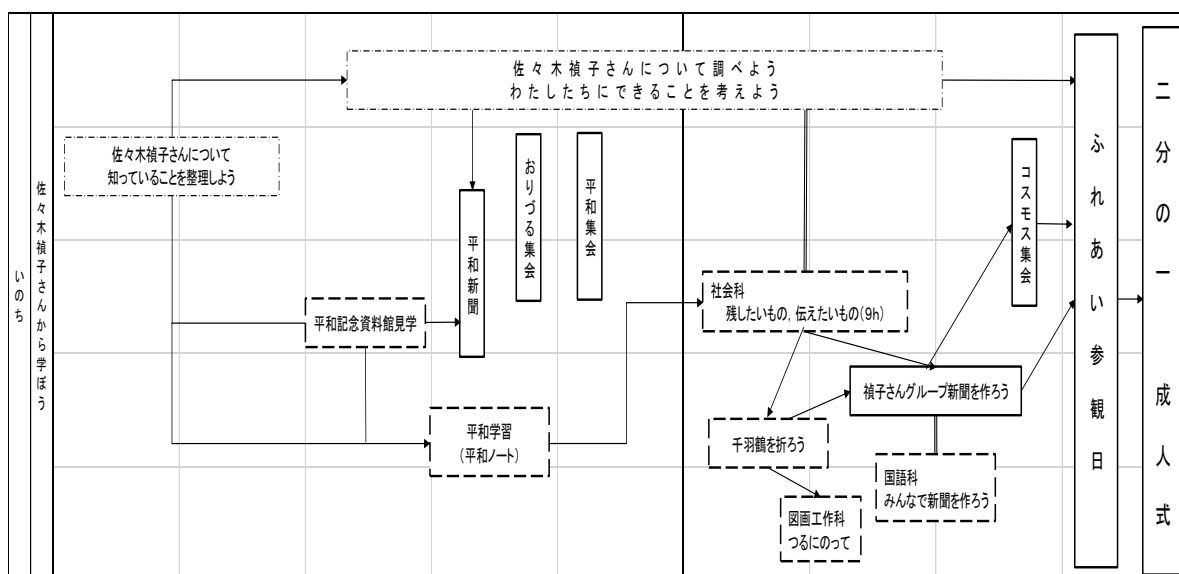 いのち
佐々木禎子さんから学ぼう
佐々木禎子さんについて
知っていることを整理しよう
佐々木禎子さんについて調べよう
わたしたちにできることを考えよう
平和記念資料館見学
平和学習
(平和ノート)
平和新聞
おりづる集会
平和集会
社会科
残したいもの,伝えたいもの(9h)
千羽鶴を折ろう
図画工作科
つるにのって
禎子さんグループ新聞を作ろう
国語科
みんなで新聞を作ろう
コスモス集会
ふれあい参観日
二分の一成人式